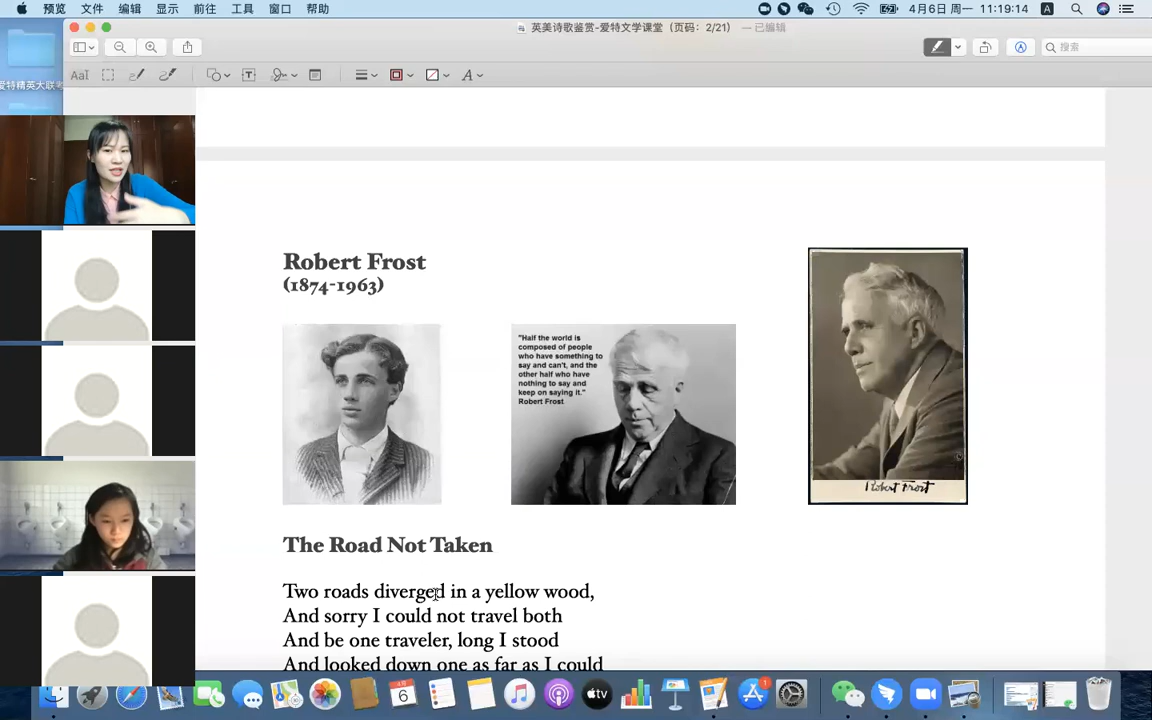 预览 文件 编辑 显示 前往 工具 窗口 帮助
4月6日 周一 11:19:14 A
英美诗歌鉴赏-爱特文学课堂（页码：2/21） — 已编辑
搜索
AaI
T
A
爱特精英大联考
Robert Frost
(1874-1963)
"Half the world is
composed of people
who have something to
say and can't, and the
other half who have
nothing to say and
keep on saying it."
Robert Frost
Robert Frost
The Road Not Taken
Two roads diverged in a yellow wood,
And sorry I could not travel both
And be one traveler, long I stood
And looked down one as far as I could
6
tv
1